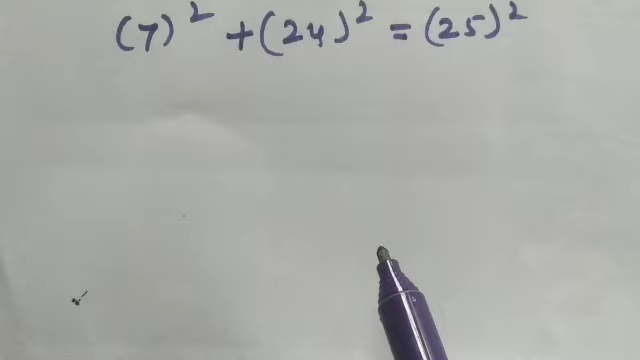 (7)² + (24)² = (25)²